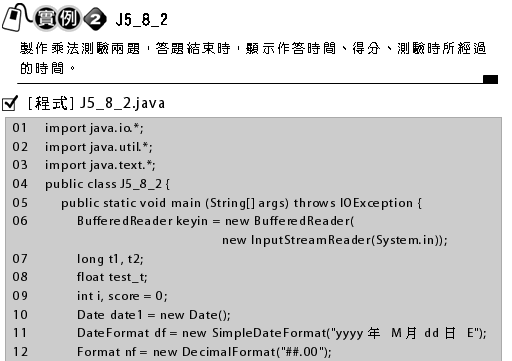 實例2 J5_8_2
製作乘法測驗兩題，答題結束時，顯示作答時間、得分、測驗時所經過
的時間。
[程式] J5_8_2.java
01 import java.io.*;
02 import java.util.*;
03 import java.text.*;
04 public class J5_8_2 {
05 public static void main (String[] args) throws IOException {
06 BufferedReader keyin = new BufferedReader(
new InputStreamReader(System.in));
07 long t1, t2;
08 float test_t;
09 int i, score = 0;
10 Date date1 = new Date();
11 DateFormat df = new SimpleDateFormat("yyyy 年 M 月 dd 日 E");
12 Format nf = new DecimalFormat("##.00");